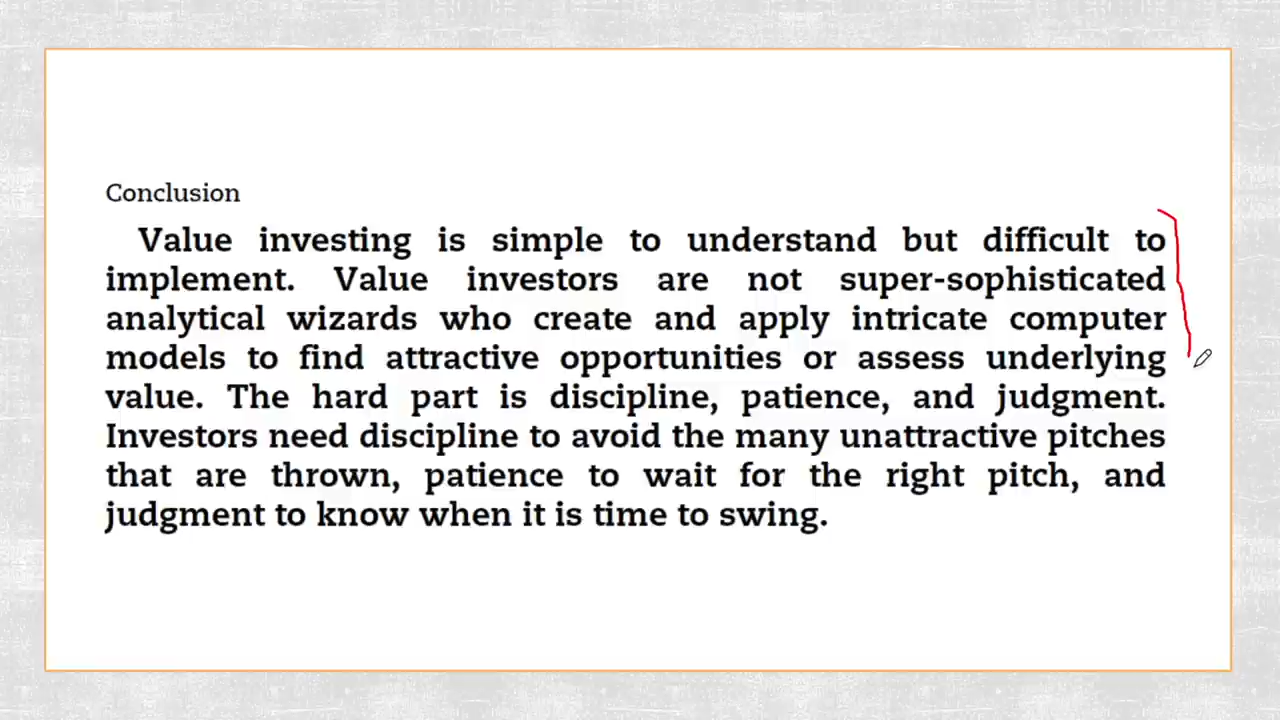 Conclusion
Value investing is simple to understand but difficult to
implement. Value investors are not super-sophisticated
analytical wizards who create and apply intricate computer
models to find attractive opportunities or assess underlying
value. The hard part is discipline, patience, and judgment.
Investors need discipline to avoid the many unattractive pitches
that are thrown, patience to wait for the right pitch, and
judgment to know when it is time to swing.